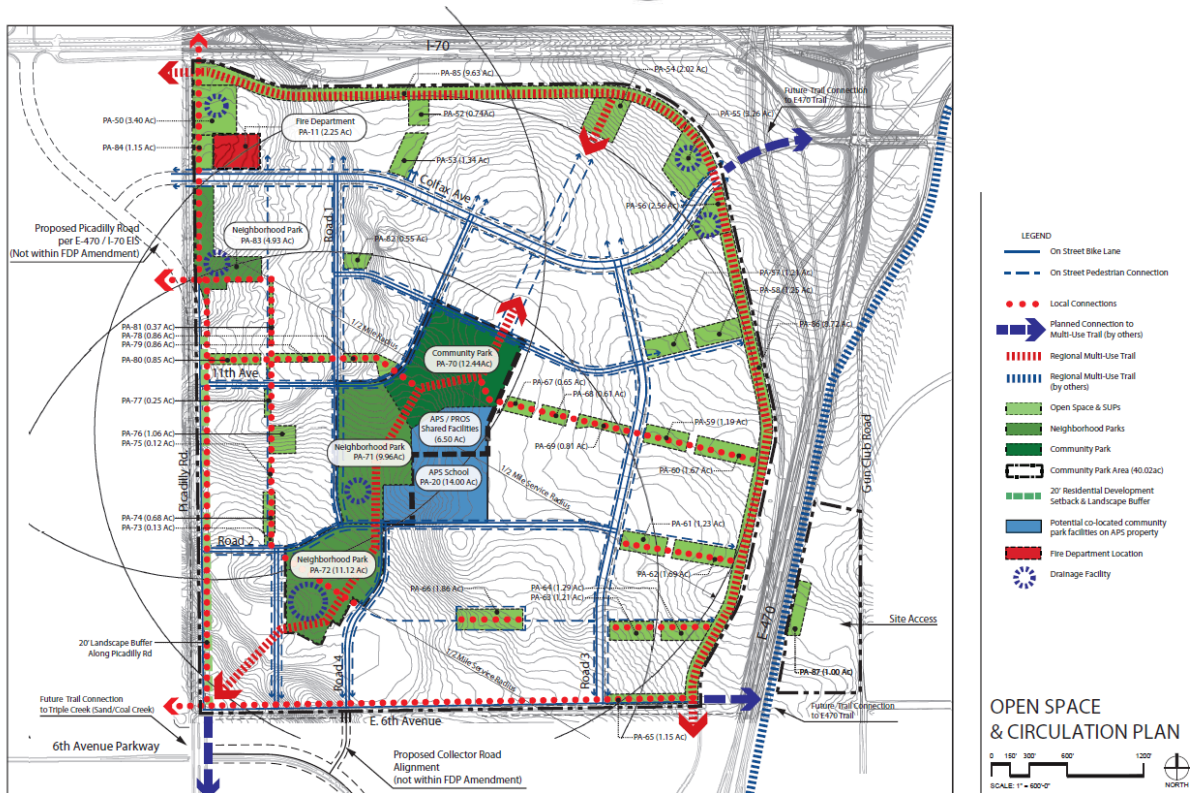 I-70
PA-85 (9.63 Ac)
PA-54 (2.02 Ac)
Future Trail Connection
to E470 Trail
PA-52 (0.74Ac)
PA-55 (3.26 Ac)
PA-50 (3.40 Ac)
Fire Department
PA-11 (2.25 Ac)
PA-84 (1.15 Ac)
PA-53 (1.34 Ac)
Colfax Ave
PA-56 (2.56 Ac)
Proposed Picadilly Road
per E-470 / I-70 EIS
(Not within FDP Amendment)
Neighborhood Park
PA-83 (4.93 Ac)
Road 1
PA-82 (0.55 Ac)
PA-57 (1.21 Ac)
PA-58 (1.25 Ac)
PA-86 (8.72 Ac)
PA-81 (0.37 Ac)
PA-78 (0.86 Ac)
PA-79 (0.86 Ac)
PA-80 (0.85 Ac)
1/2 Mile Radius
Community Park
PA-70 (12.44Ac)
11th Ave
PA-67 (0.65 Ac)
PA-68 (0.61 Ac)
PA-77 (0.25 Ac)
APS / PROS
Shared Facilities
(6.50 Ac)
PA-59 (1.19 Ac)
PA-76 (1.06 Ac)
PA-75 (0.12 Ac)
PA-69 (0.81 Ac)
Neighborhood Park
PA-71 (9.96Ac)
APS School
PA-20 (14.00 Ac)
PA-60 (1.67 Ac)
Picadilly Rd.
Gun Club Road
1/2 Mile Service Radius
PA-74 (0.68 Ac)
PA-73 (0.13 Ac)
PA-61 (1.23 Ac)
Road 2
Neighborhood Park
PA-72 (11.12 Ac)
PA-62 (1.69 Ac)
PA-66 (1.86 Ac)
PA-64 (1.29 Ac)
PA-63 (1.21 Ac)
E-470
Site Access
20' Landscape Buffer
Along Picadilly Rd
1/2 Mile Service Radius
Road 4
Road 3
PA-87 (1.00 Ac)
Future Trail Connection
to Triple Creek (Sand/Coal Creek)
Future Trail Connection
to E470 Trail
E. 6th Avenue
PA-65 (1.15 Ac)
6th Avenue Parkway
Proposed Collector Road
Alignment
(not within FDP Amendment)
LEGEND
On Street Bike Lane
On Street Pedestrian Connection
Local Connections
Planned Connection to
Multi-Use Trail (by others)
Regional Multi-Use Trail
Regional Multi-Use Trail
(by others)
Open Space & SUPs
Neighborhood Parks
Community Park
Community Park Area (40.02ac)
20' Residential Development
Setback & Landscape Buffer
Potential co-located community
park facilities on APS property
Fire Department Location
Drainage Facility
OPEN SPACE
& CIRCULATION PLAN
0 150' 300' 600' 1200'
SCALE: 1" = 600'-0"
NORTH